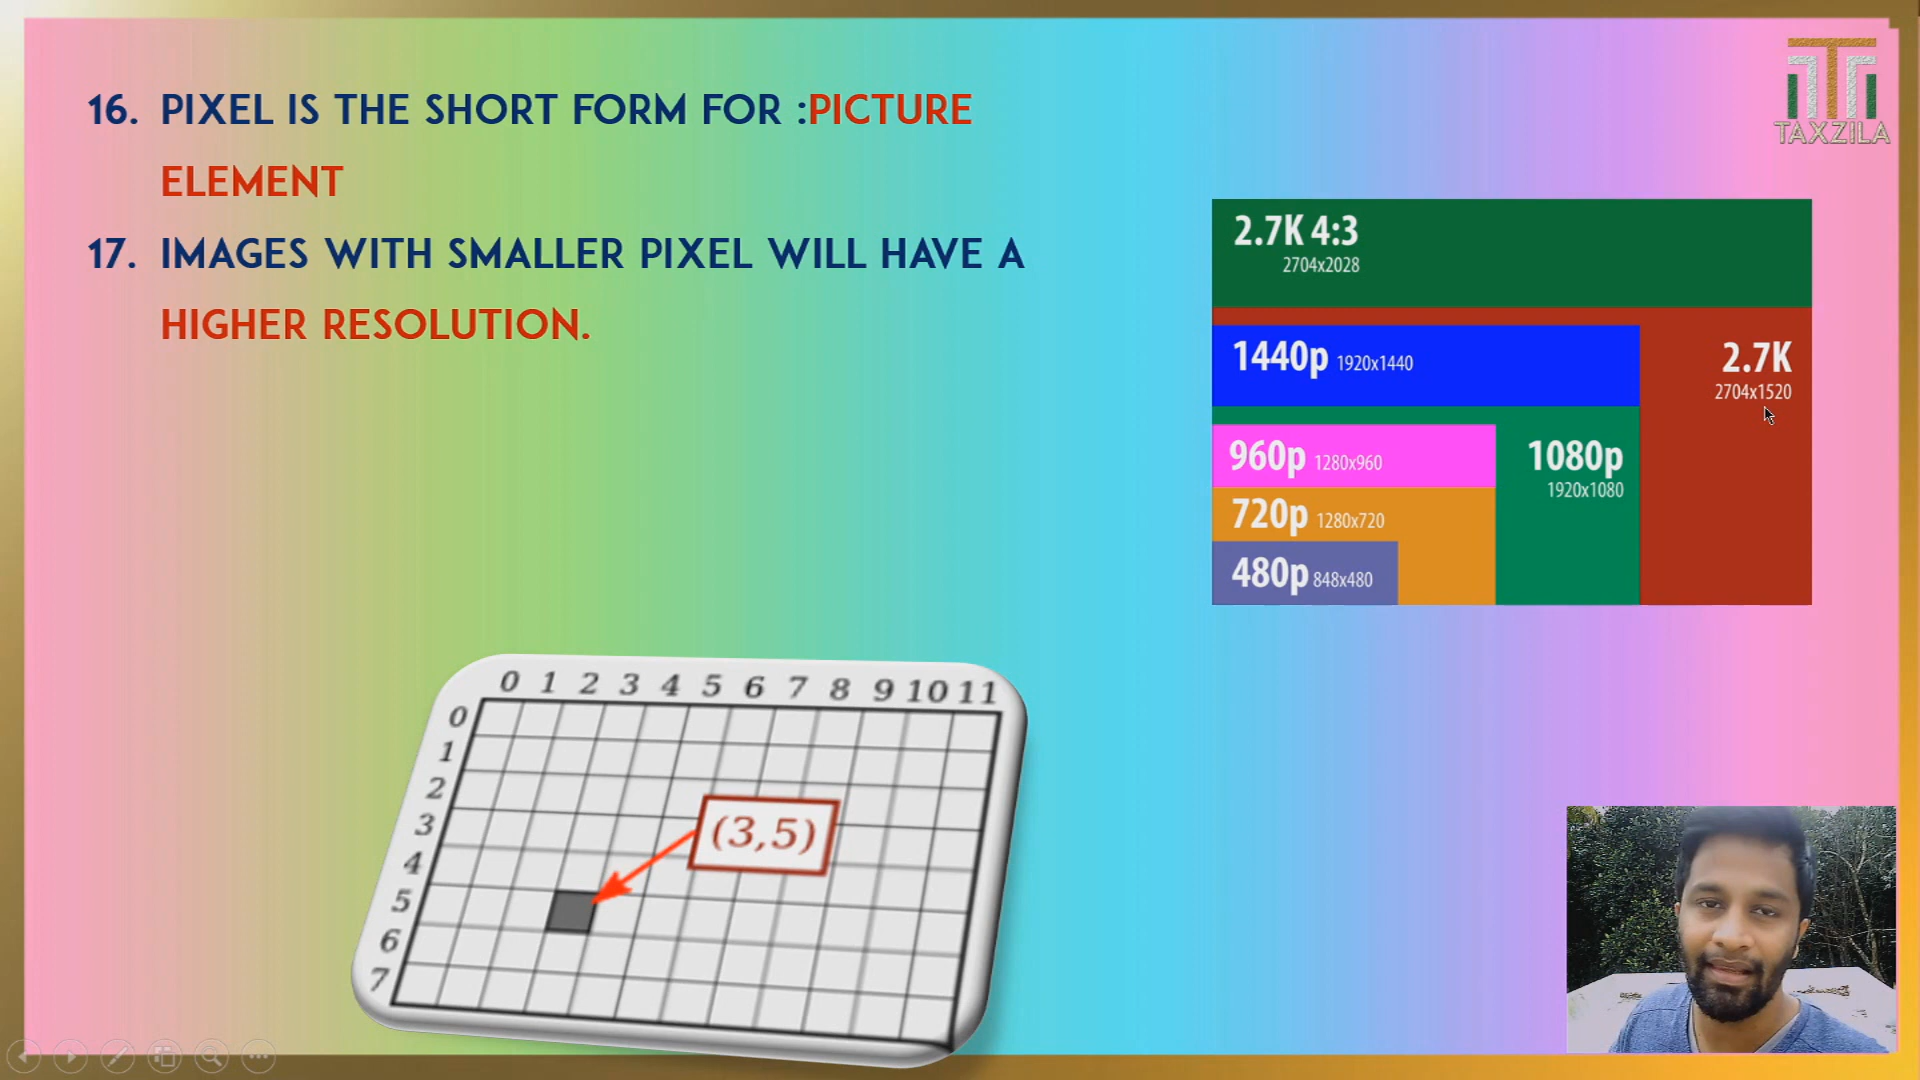 16. PIXEL IS THE SHORT FORM FOR :PICTURE
ELEMENT
17. IMAGES WITH SMALLER PIXEL WILL HAVE A
HIGHER RESOLUTION.
TAXZILA
2.7K 4:3
2704x2028
1440p 1920x1440
2.7K
2704x1520
960p 1280x960
1080p
1920x1080
720p 1280x720
480p 848x480
0 1 2 3 4 5 6 7 8 9 10 11
0
1
2
3
(3,5)
4
5
6
7